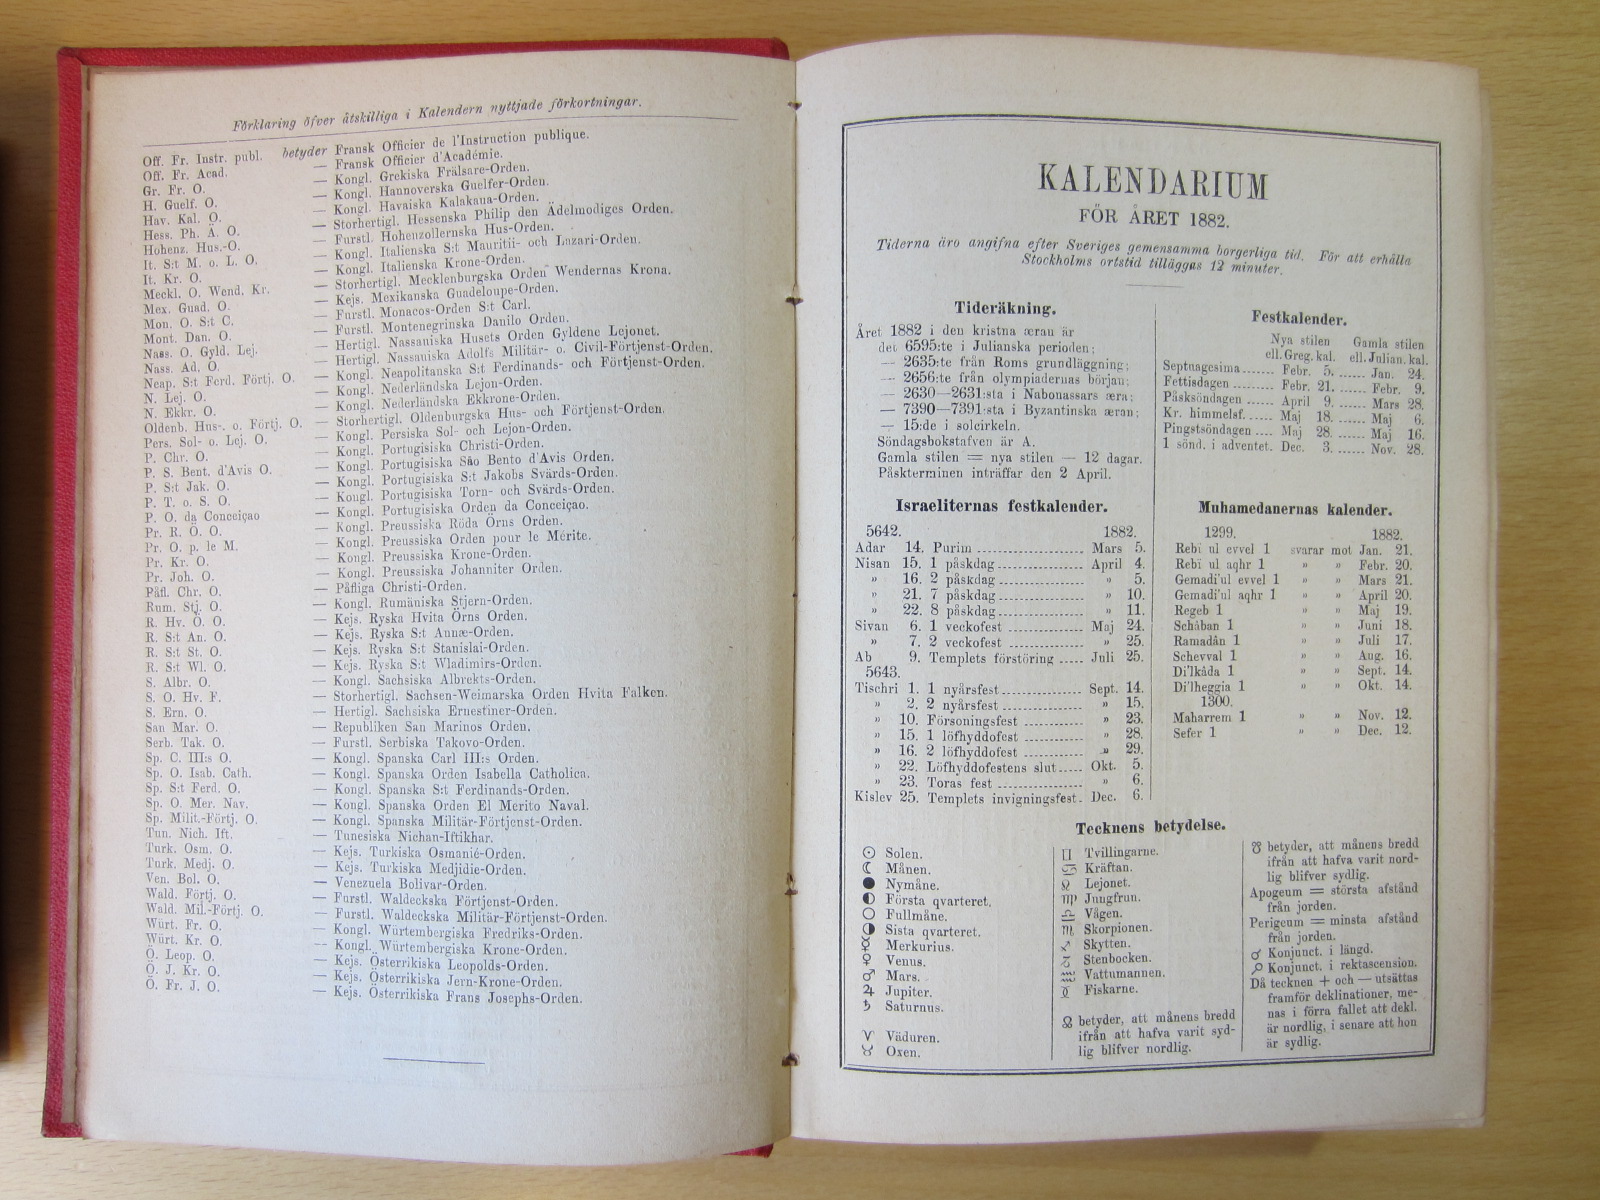 Förklaring öfver åtskilliga i Kalendern nyttjade förkortningar.
Off. Fr. Instr. publ. betyder Fransk Officier de l'Instruction publique.
Off. Fr. Acad. — Fransk Officier d'Académie.
Gr. Fr. O. — Kongl. Grekiska Frälsare-Orden.
H. Guelf. O. — Kongl. Hannoverska Guelfer-Orden.
Hav. Kal. O. — Kongl. Havaiska Kalakaua-Orden.
Hess. Ph. Ä. O. — Storhertigl. Hessenska Philip den Ädelmodiges Orden.
Hohenz. Hus.-O. — Furstl. Hohenzollernska Hus-Orden.
It. S:t M. o. L. O. — Kongl. Italienska S:t Mauritii- och Lazari-Orden.
It. Kr. O. — Kongl. Italienska Krone-Orden.
Meckl. O. Wend. Kr. — Storhertigl. Mecklenburgska Orden Wendernas Krona.
Mex. Guad. O. — Kejs. Mexikanska Guadeloupe-Orden.
Mon. O. S:t C. — Furstl. Monacos-Orden S:t Carl.
Mont. Dan. O. — Furstl. Montenegrinska Danilo Orden.
Nass. O. Gyld. Lej. — Hertigl. Nassauiska Husets Orden Gyldene Lejonet.
Nass. Ad. O. — Hertigl. Nassauiska Adolfs Militär- o. Civil-Förtjenst-Orden.
Neap. S:t Ferd. Förtj. O. — Kongl. Neapolitanska S:t Ferdinands- och Förtjenst-Orden.
N. Lej. O. — Kongl. Nederländska Lejon-Orden.
N. Ekkr. O. — Kongl. Nederländska Ekkrone-Orden.
Oldenb. Hus-. o. Förtj. O. — Storhertigl. Oldenburgska Hus- och Förtjenst-Orden.
Pers. Sol- o. Lej. O. — Kongl. Persiska Sol- och Lejon-Orden.
P. Chr. O. — Kongl. Portugisiska Christi-Orden.
P. S. Bent. d'Avis O. — Kongl. Portugisiska São Bento d'Avis Orden.
P. S:t Jak. O. — Kongl. Portugisiska S:t Jakobs Svärds-Orden.
P. T. o. S. O. — Kongl. Portugisiska Torn- och Svärds-Orden.
P. O. da Conceiçao — Kongl. Portugisiska Orden da Conceiçao.
Pr. R. Ö. O. — Kongl. Preussiska Röda Örns Orden.
Pr. O. p. le M. — Kongl. Preussiska Orden pour le Mérite.
Pr. Kr. O. — Kongl. Preussiska Krone-Orden.
Pr. Joh. O. — Kongl. Preussiska Johanniter Orden.
Påfl. Chr. O. — Påfliga Christi-Orden.
Rum. Stj. O. — Kongl. Rumäniska Stjern-Orden.
R. Hv. Ö. O. — Kejs. Ryska Hvita Örns Orden.
R. S:t An. O. — Kejs. Ryska S:t Annæ-Orden.
R. S:t St. O. — Kejs. Ryska S:t Stanislai-Orden.
R. S:t Wl. O. — Kejs. Ryska S:t Wladimirs-Orden.
S. Albr. O. — Kongl. Sachsiska Albrekts-Orden.
S. O. Hv. F. — Storhertigl. Sachsen-Weimarska Orden Hvita Falken.
S. Ern. O. — Hertigl. Sachsiska Ernestiner-Orden.
San Mar. O. — Republiken San Marinos Orden.
Serb. Tak. O. — Furstl. Serbiska Takovo-Orden.
Sp. C. III:s O. — Kongl. Spanska Carl III:s Orden.
Sp. O. Isab. Cath. — Kongl. Spanska Orden Isabella Catholica.
Sp. S:t Ferd. O. — Kongl. Spanska S:t Ferdinands-Orden.
Sp. O. Mer. Nav. — Kongl. Spanska Orden El Merito Naval.
Sp. Milit.-Förtj. O. — Kongl. Spanska Militär-Förtjenst-Orden.
Tun. Nich. Ift. — Tunesiska Nichan-Iftikhar.
Turk. Osm. O. — Kejs. Turkiska Osmanié-Orden.
Turk. Medj. O. — Kejs. Turkiska Medjidie-Orden.
Ven. Bol. O. — Venezuela Bolivar-Orden.
Wald. Förtj. O. — Furstl. Waldeckska Förtjenst-Orden.
Wald. Mil.-Förtj. O. — Furstl. Waldeckska Militär-Förtjenst-Orden.
Würt. Fr. O. — Kongl. Würtembergiska Fredriks-Orden.
Würt. Kr. O. — Kongl. Würtembergiska Krone-Orden.
Ö. Leop. O. — Kejs. Österrikiska Leopolds-Orden.
Ö. J. Kr. O. — Kejs. Österrikiska Jern-Krone-Orden.
Ö. Fr. J. O. — Kejs. Österrikiska Frans Josephs-Orden.
KALENDARIUM
FÖR ÅRET 1882.
Tiderna äro angifna efter Sveriges gemensamma borgerliga tid. För att erhålla
Stockholms ortstid tilläggas 12 minuter.
Tideräkning.
Året 1882 i den kristna æran är
det 6595:te i Julianska perioden;
— 2635:te från Roms grundläggning;
— 2656:te från olympiadernas början;
— 2630—2631:sta i Nabonassars æra;
— 7390—7391:sta i Byzantinska æran;
— 15:de i solcirkeln.
Söndagsbokstafven är A.
Gamla stilen = nya stilen — 12 dagar.
Påskterminen inträffar den 2 April.
Festkalender.
Nya stilen Gamla stilen
ell. Greg. kal. ell. Julian. kal.
Septuagesima...... Febr. 5. ...... Jan. 24.
Fettisdagen ........ Febr. 21. ...... Febr. 9.
Påsksöndagen ..... April 9. ...... Mars 28.
Kr. himmelsf. ..... Maj 18. ...... Maj 6.
Pingstsöndagen .... Maj 28. ...... Maj 16.
1 sönd. i adventet. Dec. 3. ...... Nov. 28.
Israeliternas festkalender.
5642. 1882.
Adar 14. Purim ........ Mars 5.
Nisan 15. 1 påskdag ........ April 4.
" 16. 2 påskdag ........ " 5.
" 21. 7 påskdag ........ " 10.
" 22. 8 påskdag ........ " 11.
Sivan 6. 1 veckofest ........ Maj 24.
" 7. 2 veckofest ........ " 25.
Ab 9. Templets förstöring ..... Juli 25.
5643.
Tischri 1. 1 nyårsfest ........ Sept. 14.
" 2. 2 nyårsfest ........ " 15.
" 10. Försoningsfest ........ " 23.
" 15. 1 löfhyddofest ........ " 28.
" 16. 2 löfhyddofest ........ " 29.
" 22. Löfhyddofestens slut..... Okt. 5.
" 23. Toras fest ........ " 6.
Kislev 25. Templets invigningsfest. Dec. 6.
Muhamedanernas kalender.
1299. 1882.
Rebi ul evvel 1 svarar mot Jan. 21.
Rebi ul aqhr 1 " " Febr. 20.
Gemadi'ul evvel 1 " " Mars 21.
Gemadi'ul aqhr 1 " " April 20.
Regeb 1 " " Maj 19.
Schâban 1 " " Juni 18.
Ramadân 1 " " Juli 17.
Schevval 1 " " Aug. 16.
Di'lkâda 1 " " Sept. 14.
Di'lheggia 1 " " Okt. 14.
1300.
Maharrem 1 " " Nov. 12.
Sefer 1 " " Dec. 12.
Tecknens betydelse.
☉ Solen.
☾ Månen.
● Nymåne.
◐ Första qvarteret.
○ Fullmåne.
◑ Sista qvarteret.
☿ Merkurius.
♀ Venus.
♂ Mars.
♃ Jupiter.
♄ Saturnus.
♈ Väduren.
♉ Oxen.
♊ Tvillingarne.
♋ Kräftan.
♌ Lejonet.
♍ Jungfrun.
♎ Vågen.
♏ Skorpionen.
♐ Skytten.
♑ Stenbocken.
♒ Vattumannen.
♓ Fiskarne.
☊ betyder, att månens bredd
ifrån att hafva varit syd-
lig blifver nordlig.
☋ betyder, att månens bredd
ifrån att hafva varit nord-
lig blifver sydlig.
Apogeum = största afstånd
från jorden.
Perigeum = minsta afstånd
från jorden.
☌ Konjunct. i längd.
☌ Konjunct. i rektascension.
Då tecknen + och — utsättas
framför deklinationer, me-
nas i förra fallet att dekl.
är nordlig, i senare att hon
är sydlig.